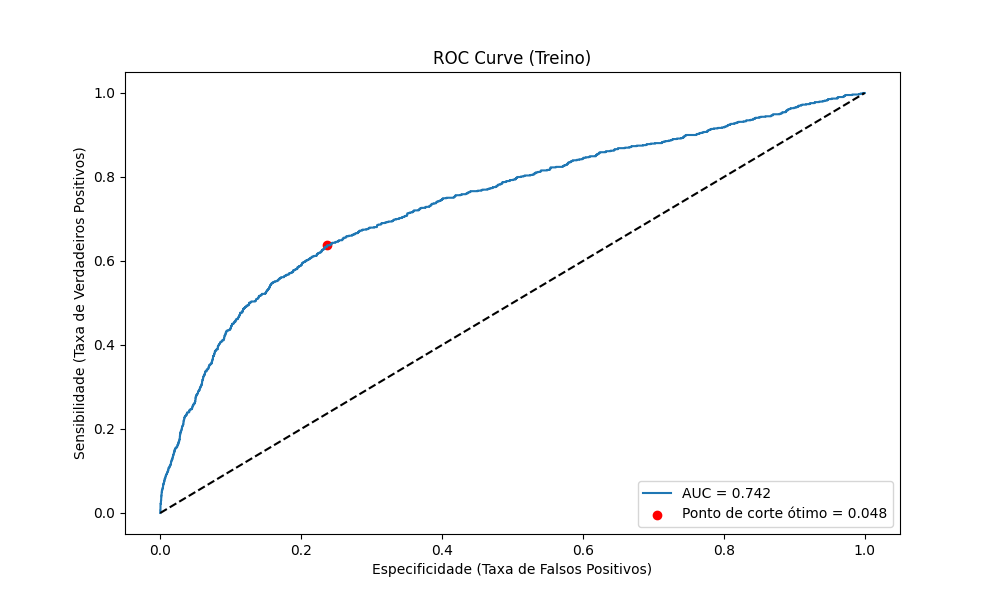 ROC Curve (Treino)
Sensibilidade (Taxa de Verdadeiros Positivos)
1.0
0.8
0.6
0.4
0.2
0.0
0.0 0.2 0.4 0.6 0.8 1.0
Especificidade (Taxa de Falsos Positivos)
AUC = 0.742
Ponto de corte ótimo = 0.048